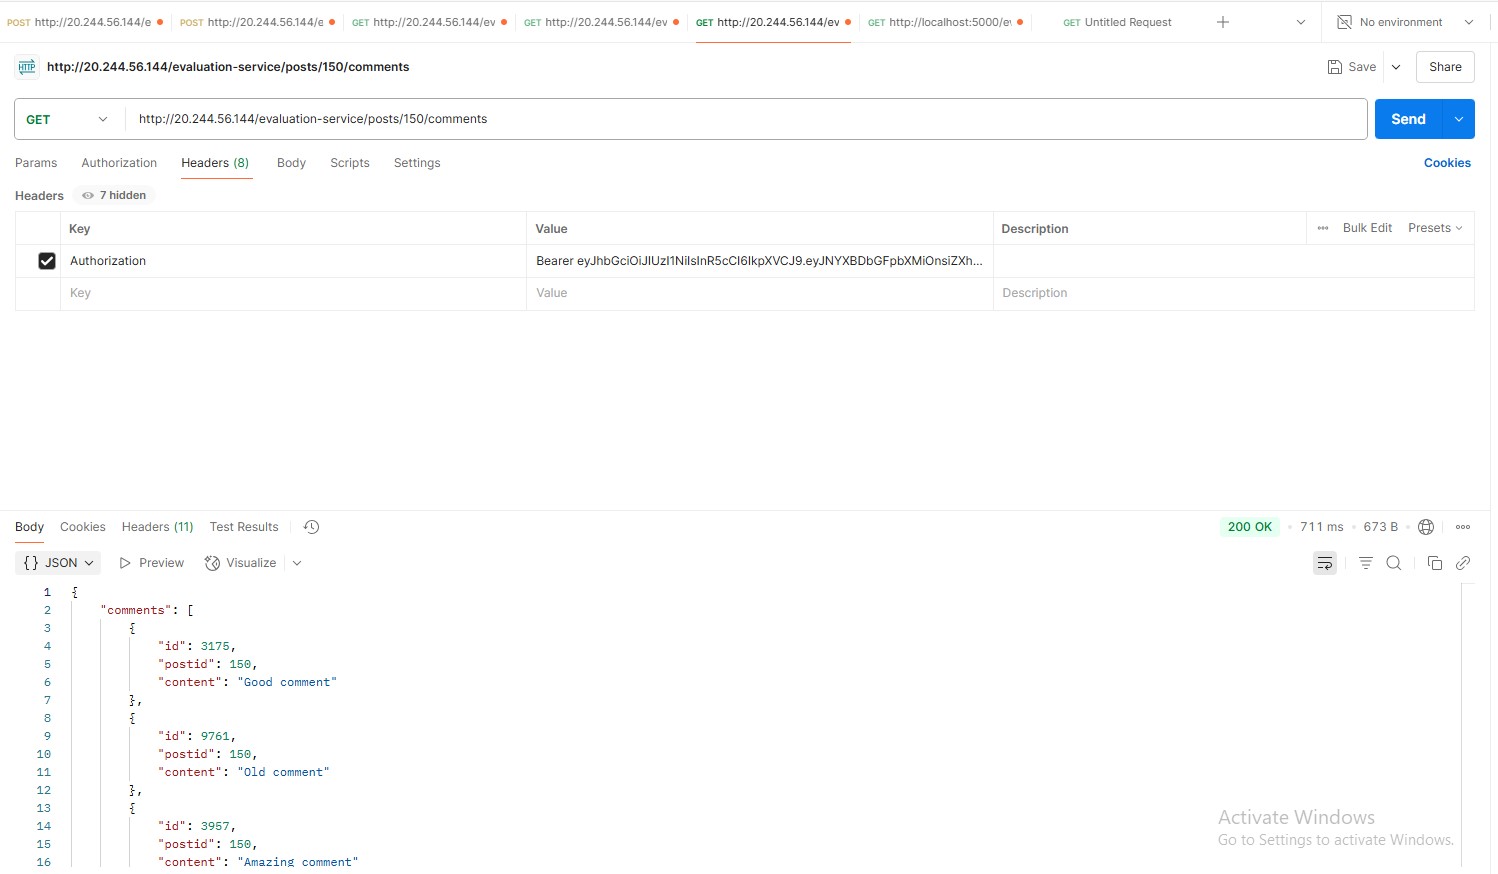 POST http://20.244.56.144/e POST http://20.244.56.144/e GET http://20.244.56.144/ev GET http://20.244.56.144/ev GET http://20.244.56.144/ev GET http://localhost:5000/ev GET Untitled Request No environment
HTTP http://20.244.56.144/evaluation-service/posts/150/comments Save Share
GET http://20.244.56.144/evaluation-service/posts/150/comments Send
Params Authorization Headers (8) Body Scripts Settings Cookies
Headers 7 hidden
Key Value Description Bulk Edit Presets
Authorization Bearer eyJhbGciOiJIUzI1NiIsInR5cCI6IkpXVCJ9.eyJNYXBDbGFpbXMiOnsiZXh...
Key Value Description
Body Cookies Headers (11) Test Results 200 OK 711 ms 673 B
{} JSON Preview Visualize
1 {
2 "comments": [
3 {
4 "id": 3175,
5 "postid": 150,
6 "content": "Good comment"
7 },
8 {
9 "id": 9761,
10 "postid": 150,
11 "content": "Old comment"
12 },
13 {
14 "id": 3957,
15 "postid": 150,
16 "content": "Amazing comment"
Activate Windows
Go to Settings to activate Windows.